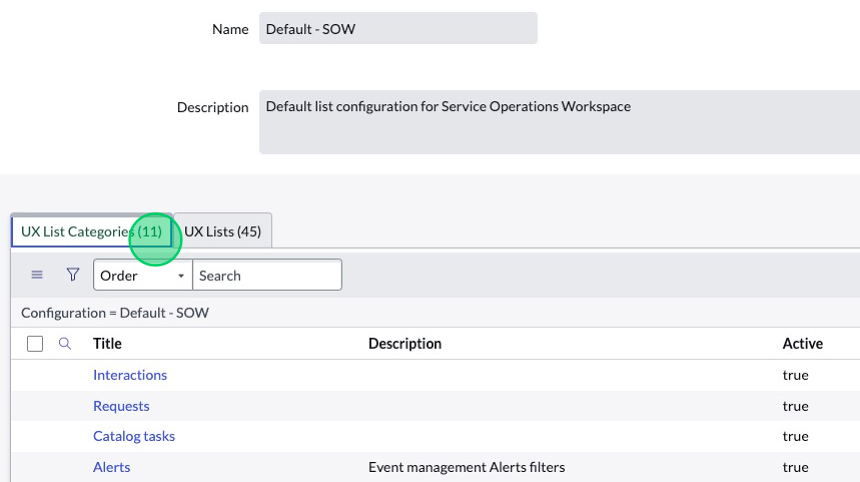 Name Default - SOW
Description Default list configuration for Service Operations Workspace
UX List Categories (11) UX Lists (45)
Order Search
Configuration = Default - SOW
Title Description Active
Interactions true
Requests true
Catalog tasks true
Alerts Event management Alerts filters true